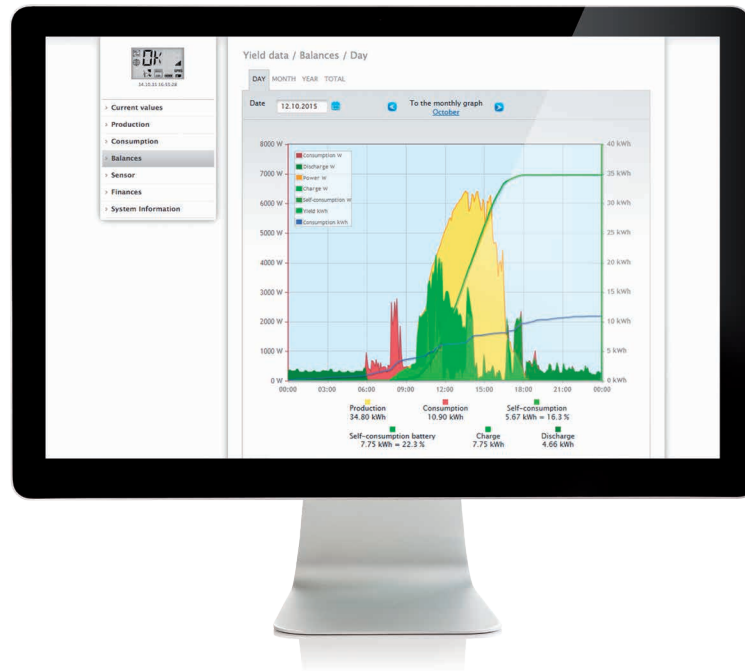 OK
Current values
Production
Consumption
Balances
Sensor
Finances
System Information
Yield data / Balances / Day
DAY MONTH YEAR TOTAL
Date 12.10.2015 To the monthly graph
October
8000 W
7000 W
6000 W
5000 W
4000 W
3000 W
2000 W
1000 W
0 W
Consumption W
Discharge W
Power W
Charge W
Self-consumption W
Yield kWh
Consumption kWh
40 kWh
35 kWh
30 kWh
25 kWh
20 kWh
15 kWh
10 kWh
5 kWh
0 kWh
00:00 03:00 06:00 09:00 12:00 15:00 18:00 21:00 00:00
Production Consumption Self-consumption
34.80 kWh 10.90 kWh 5.67 kWh = 16.3 %
Self-consumption battery Charge Discharge
7.75 kWh = 22.3 % 7.75 kWh 4.66 kWh